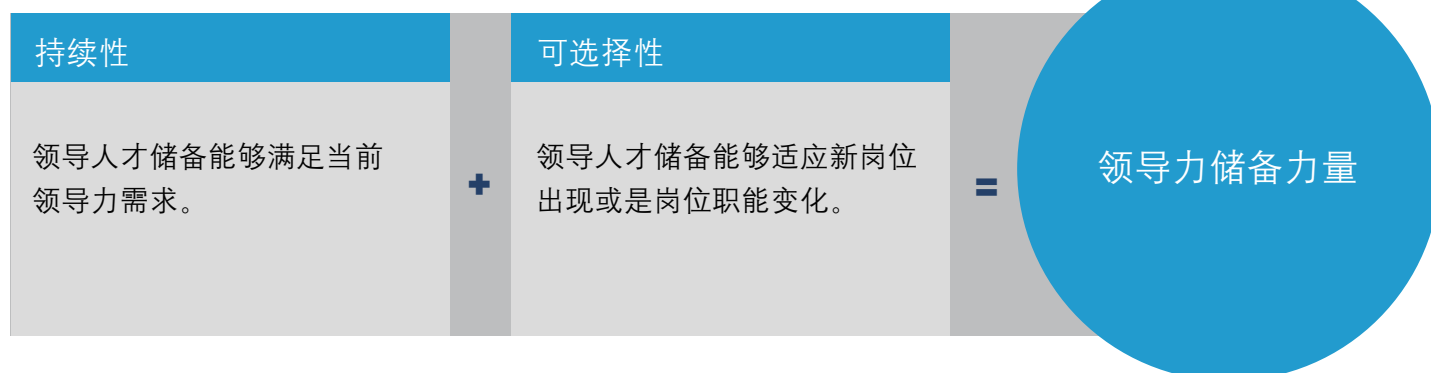 持续性
领导人才储备能够满足当前
领导力需求。
+
可选择性
领导人才储备能够适应新岗位
出现或是岗位职能变化。
=
领导力储备力量